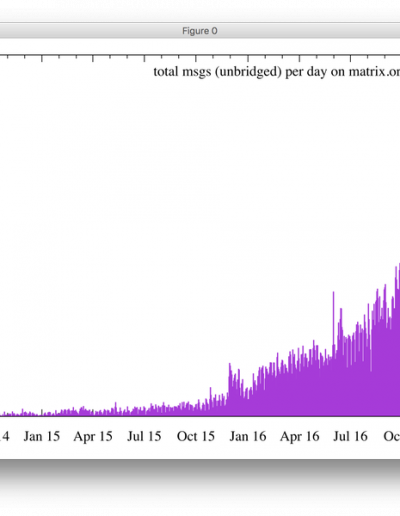 Figure 0
total msgs (unbridged) per day on matrix.or
4 Jan 15 Apr 15 Jul 15 Oct 15 Jan 16 Apr 16 Jul 16 Oc